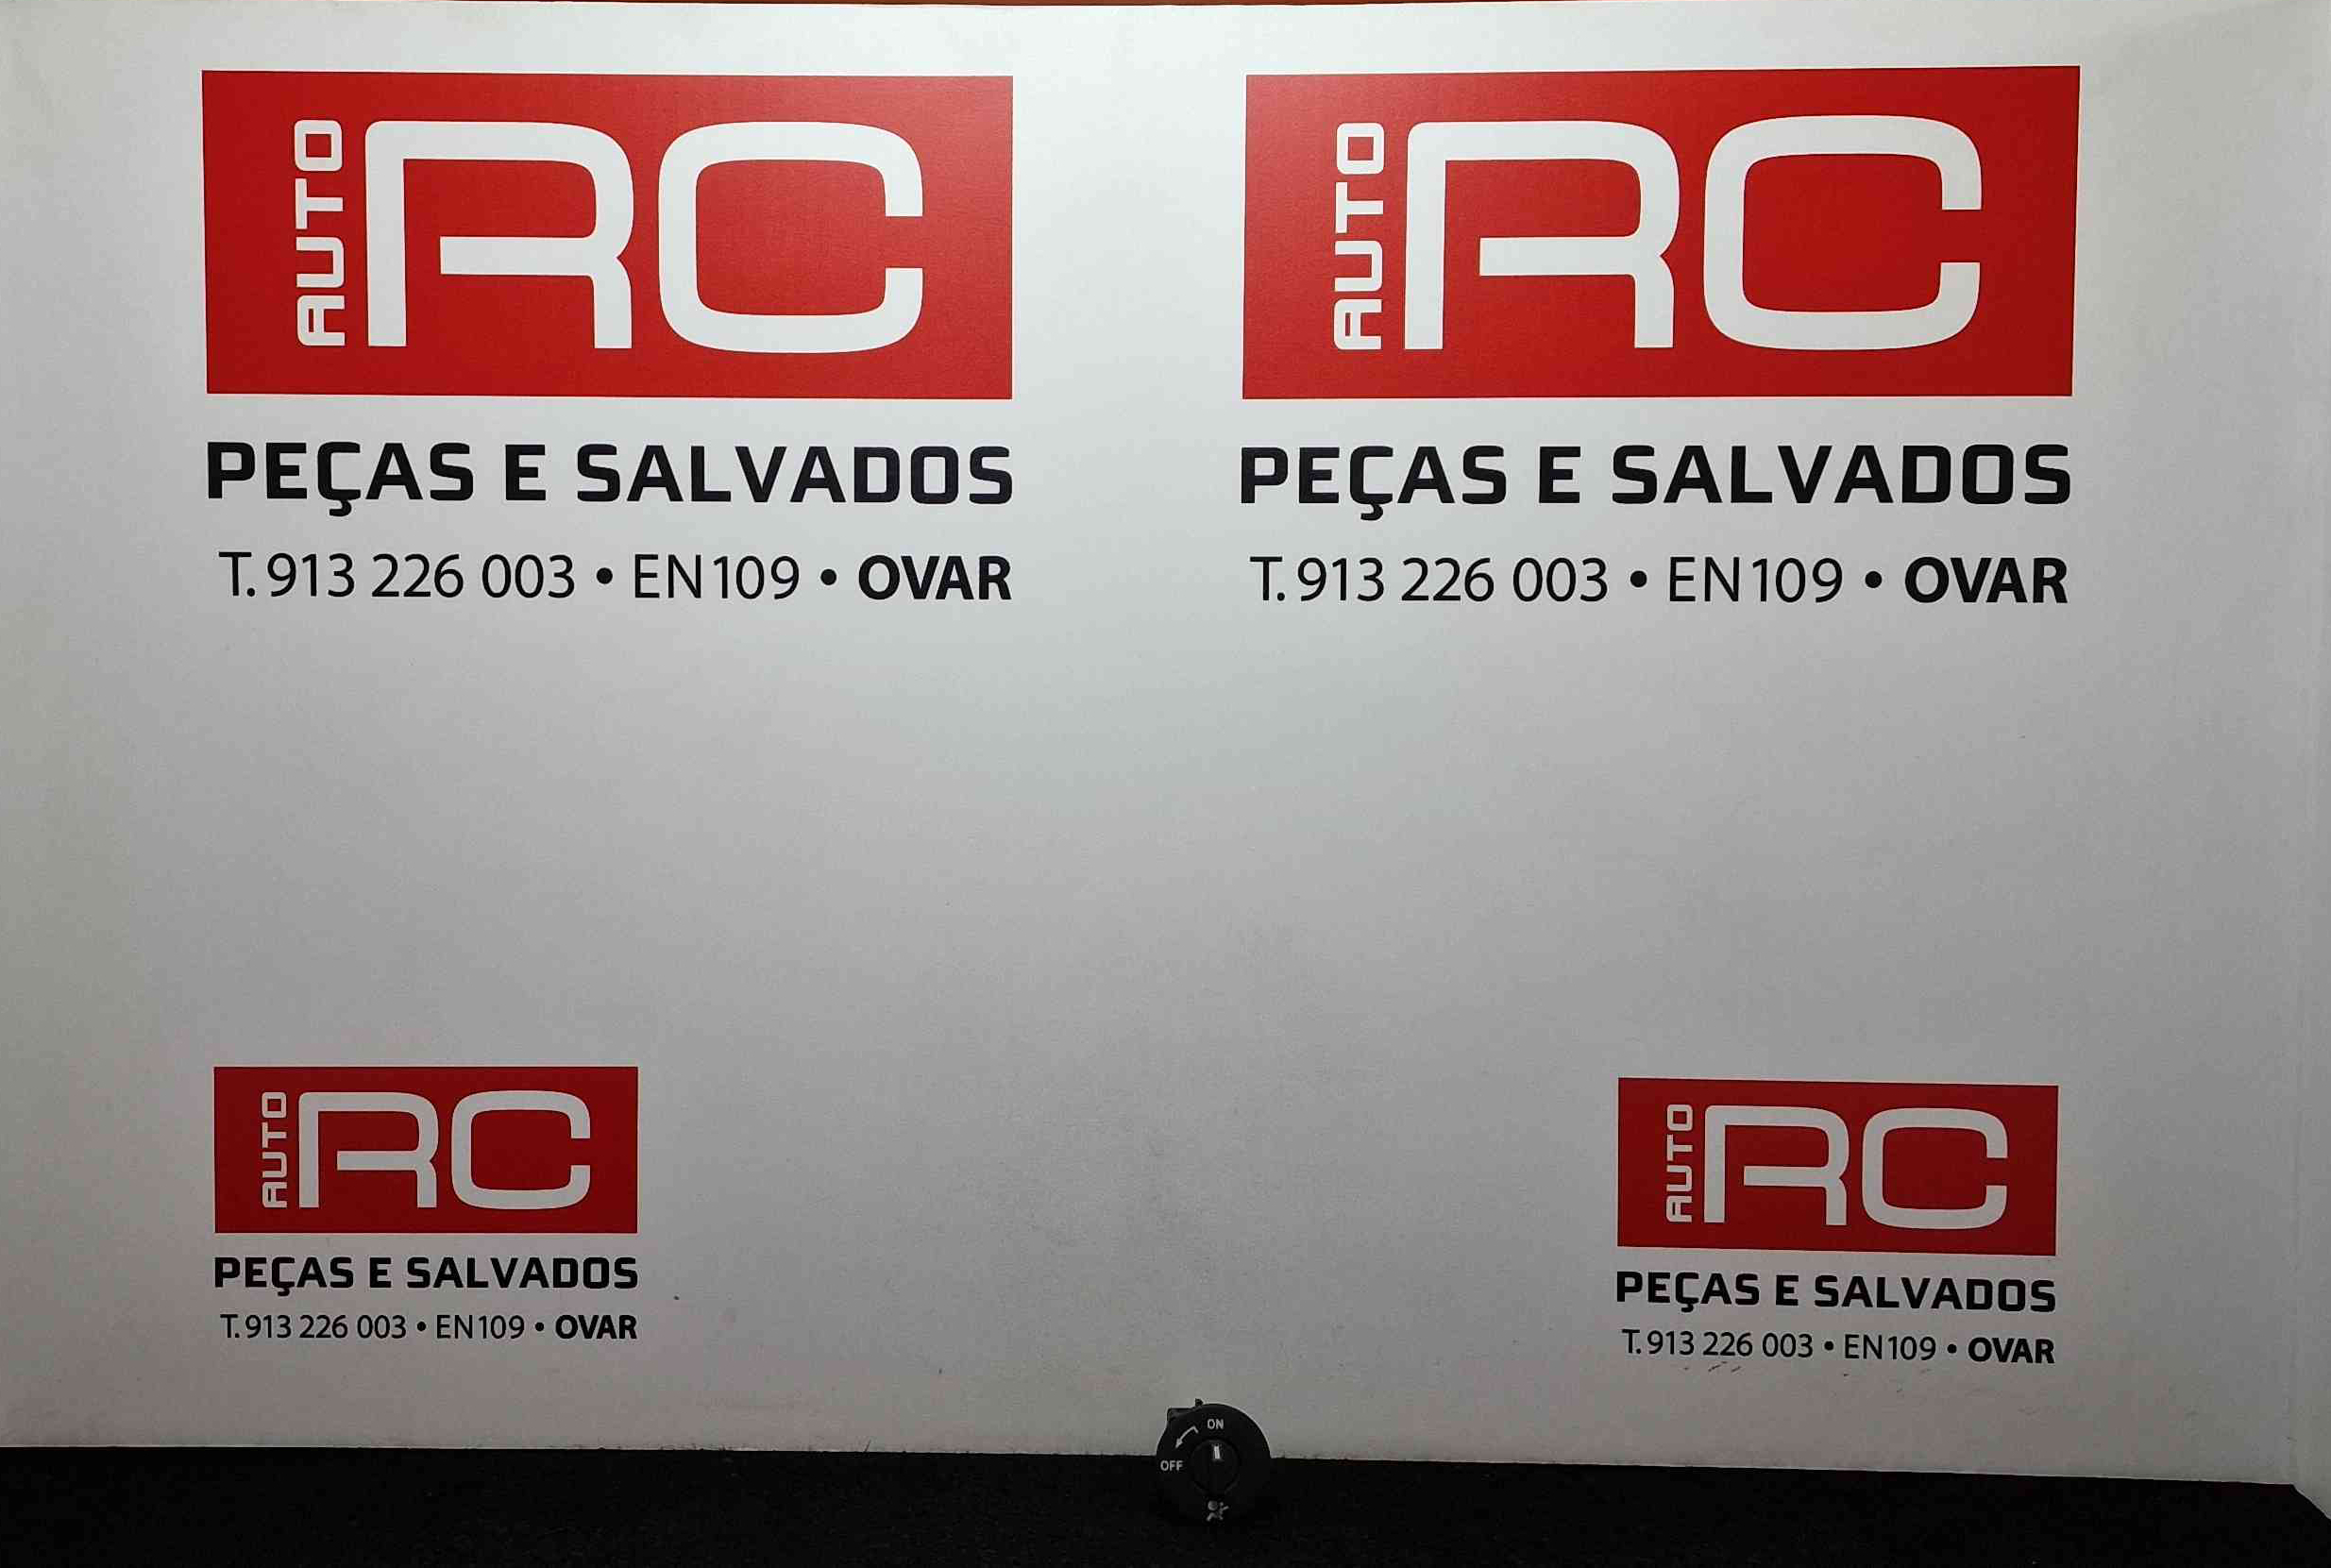 AUTO RC
PEÇAS E SALVADOS
T. 913 226 003 • EN109 • OVAR
AUTO RC
PEÇAS E SALVADOS
T. 913 226 003 • EN109 • OVAR
AUTO RC
PEÇAS E SALVADOS
T. 913 226 003 • EN109 • OVAR
AUTO RC
PEÇAS E SALVADOS
T. 913 226 003 • EN109 • OVAR
ON
OFF